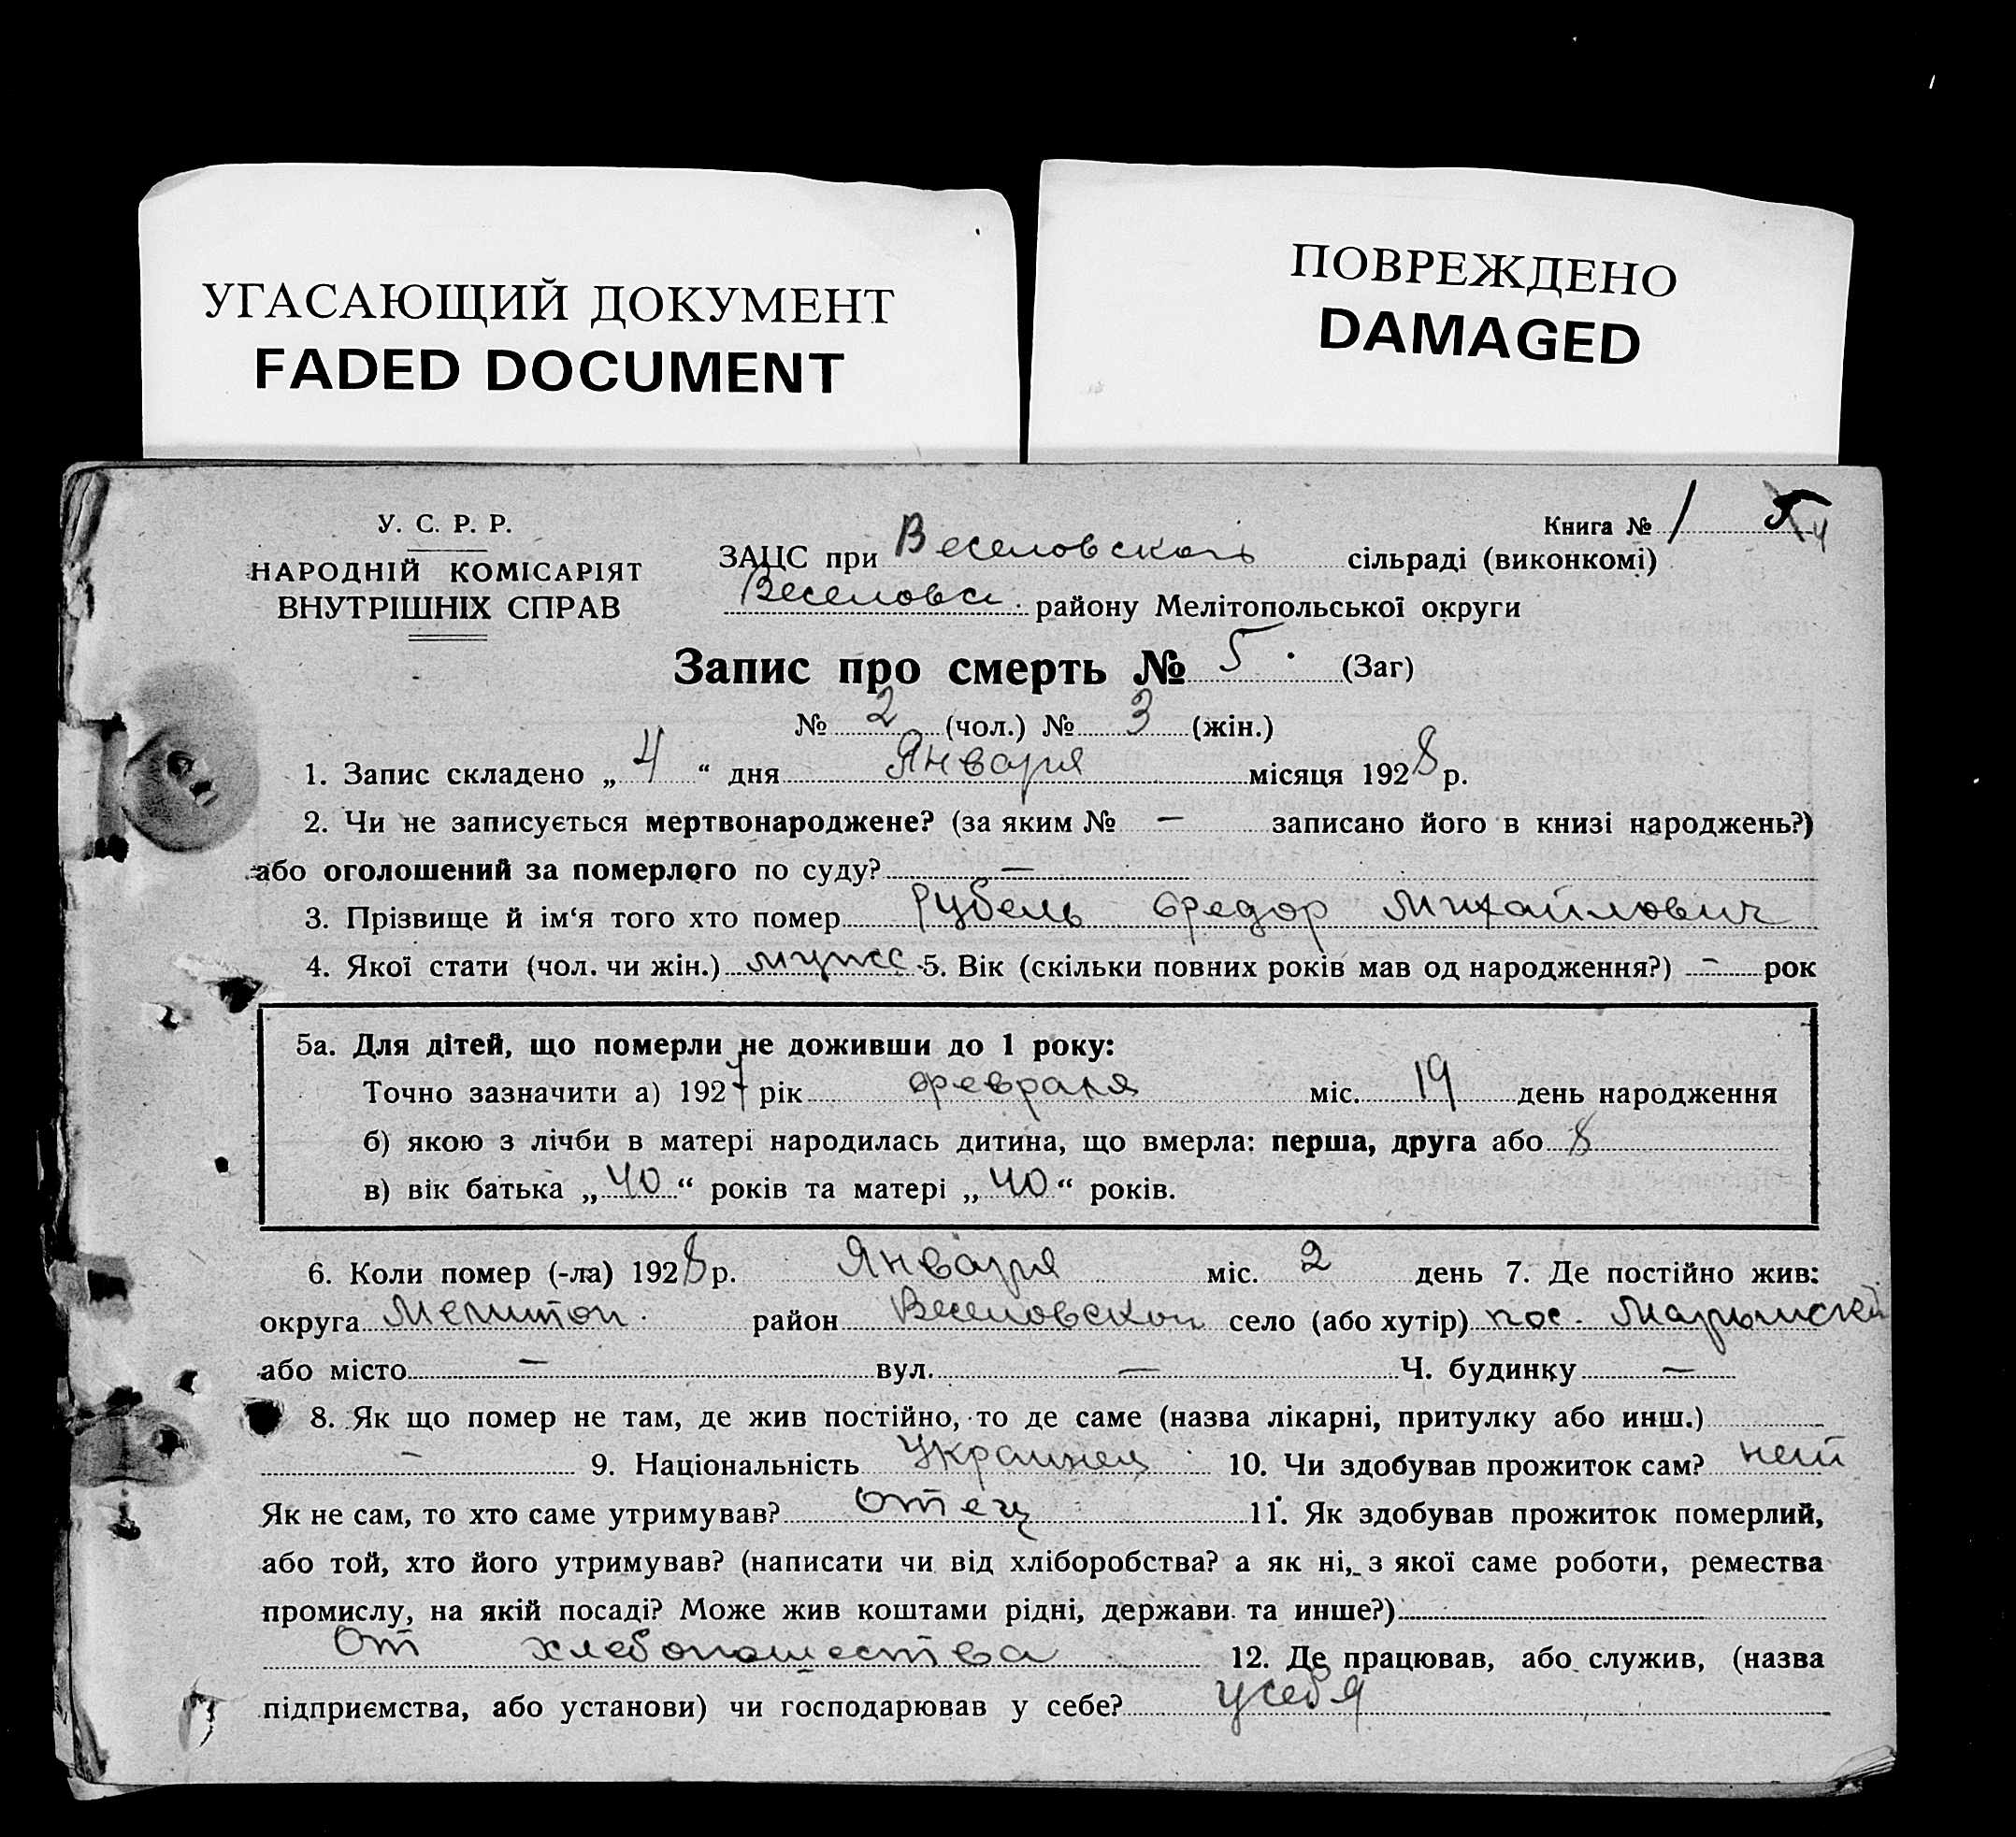 УГАСАЮЩИЙ ДОКУМЕНТ
FADED DOCUMENT
ПОВРЕЖДЕНО
DAMAGED
У. С. Р. Р.
НАРОДНІЙ КОМІСАРІЯТ
ВНУТРІШНІХ СПРАВ
Книга № 1 5
ЗАЦС при Веселовском сільраді (виконкомі)
Веселовск. району Мелітопольської округи
Запис про смерть № 5. (Заг)
№ 2 (чол.) № 3 (жін.)
1. Запис складено „4“ дня Января місяця 1928 р.
2. Чи не записується мертвонароджене? (за яким № — записано його в книзі народжень?)
або оголошений за померлого по суду? —
3. Прізвище й ім‘я того хто помер Рубель Федор Михайлович
4. Якої стати (чол. чи жін.) мужс 5. Вік (скільки повних років мав од народження?) — рок
5а. Для дітей, що померли не доживши до 1 року:
Точно зазначити а) 1927 рік февраля міс. 19 день народження
б) якою з лічби в матері народилась дитина, що вмерла: перша, друга або 8
в) вік батька „40“ років та матері „40“ років.
6. Коли помер (-ла) 1928 р. Января міс. 2 день 7. Де постійно жив:
округа Мелитоп. район Веселовский село (або хутір) пос.
або місто — вул. — Ч. будинку —
8. Як що помер не там, де жив постійно, то де саме (назва лікарні, притулку або инш.)
— 9. Національність Украинец 10. Чи здобував прожиток сам? нет
Як не сам, то хто саме утримував? Отец 11. Як здобував прожиток померлий,
або той, хто його утримував? (написати чи від хліборобства? а як ні, з якої саме роботи, ремества
промислу, на якій посаді? Може жив коштами рідні, держави та инше?)
От хлебопашества 12. Де працював, або служив, (назва
підприємства, або установи) чи господарював у себе? у себя